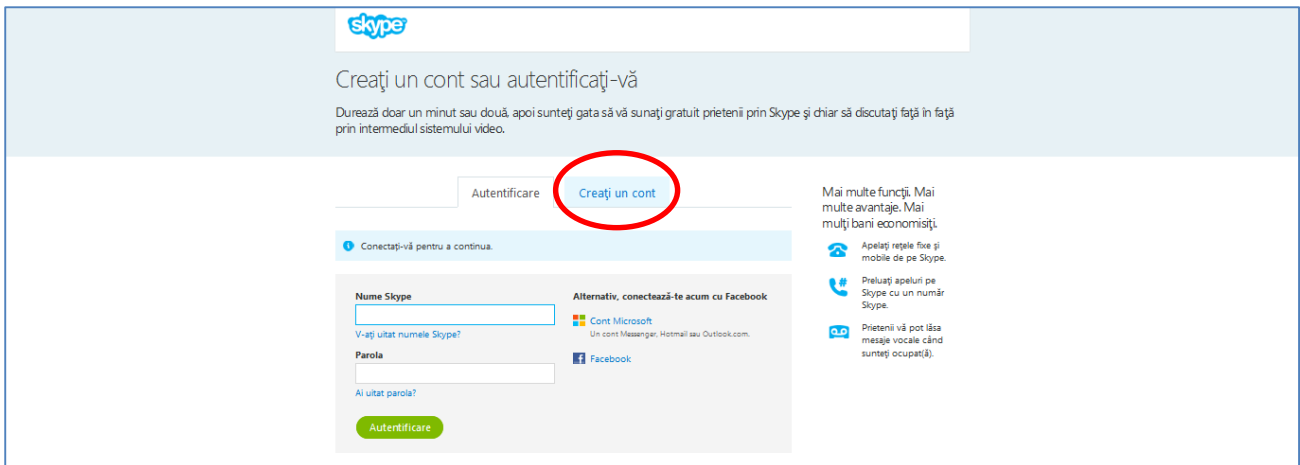 skype
Creaţi un cont sau autentificaţi-vă
Durează doar un minut sau două, apoi sunteţi gata să vă sunaţi gratuit prietenii prin Skype şi chiar să discutaţi faţă în faţă
prin intermediul sistemului video.
Autentificare
Creaţi un cont
Conectaţi-vă pentru a continua.
Nume Skype
V-aţi uitat numele Skype?
Parola
Ai uitat parola?
Autentificare
Alternativ, conectează-te acum cu Facebook
Cont Microsoft
Un cont Messenger, Hotmail sau Outlook.com.
Facebook
Mai multe funcţii. Mai
multe avantaje. Mai
mulţi bani economisiţi.
Apelaţi reţele fixe şi
mobile de pe Skype.
Preluaţi apeluri pe
Skype cu un număr
Skype.
Prietenii vă pot lăsa
mesaje vocale când
sunteţi ocupat(ă).